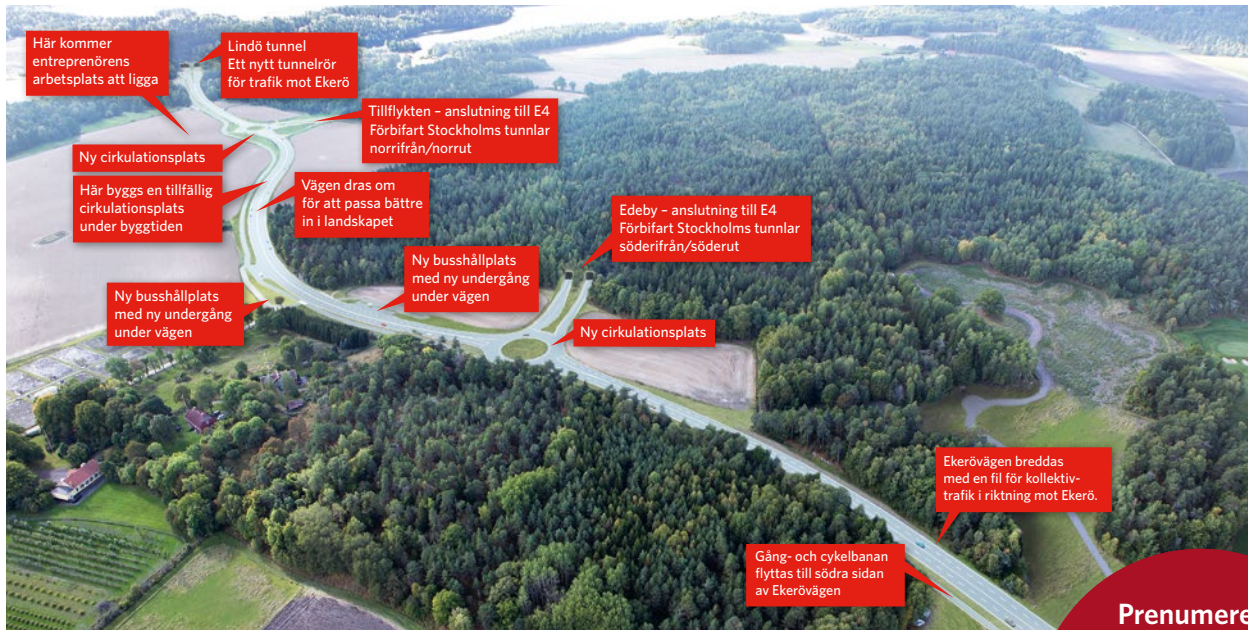 Här kommer
entreprenörens
arbetsplats att ligga
Lindö tunnel
Ett nytt tunnelrör
för trafik mot Ekerö
Tillflykten – anslutning till E4
Förbifart Stockholms tunnlar
norrifrån/norrut
Ny cirkulationsplats
Här byggs en tillfällig
cirkulationsplats
under byggtiden
Vägen dras om
för att passa bättre
in i landskapet
Edeby – anslutning till E4
Förbifart Stockholms tunnlar
söderifrån/söderut
Ny busshållplats
med ny undergång
under vägen
Ny busshållplats
med ny undergång
under vägen
Ny cirkulationsplats
Ekerövägen breddas
med en fil för kollektiv-
trafik i riktning mot Ekerö.
Gång- och cykelbanan
flyttas till södra sidan
av Ekerövägen
Prenumere